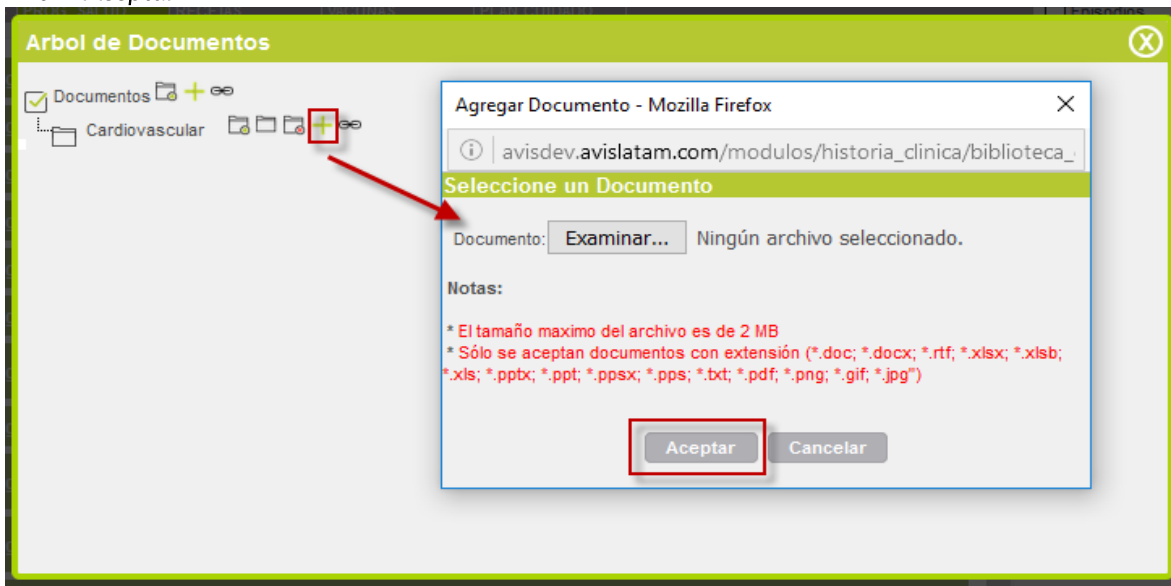 Arbol de Documentos
Documentos
Cardiovascular
Agregar Documento - Mozilla Firefox
avisdev.avislatam.com/modulos/historia_clinica/biblioteca_
Seleccione un Documento
Documento: Examinar... Ningún archivo seleccionado.
Notas:
* El tamaño maximo del archivo es de 2 MB
* Sólo se aceptan documentos con extensión (*.doc; *.docx; *.rtf; *.xlsx; *.xlsb;
*.xls; *.pptx; *.ppt; *.ppsx; *.pps; *.txt; *.pdf; *.png; *.gif; *.jpg")
Aceptar Cancelar